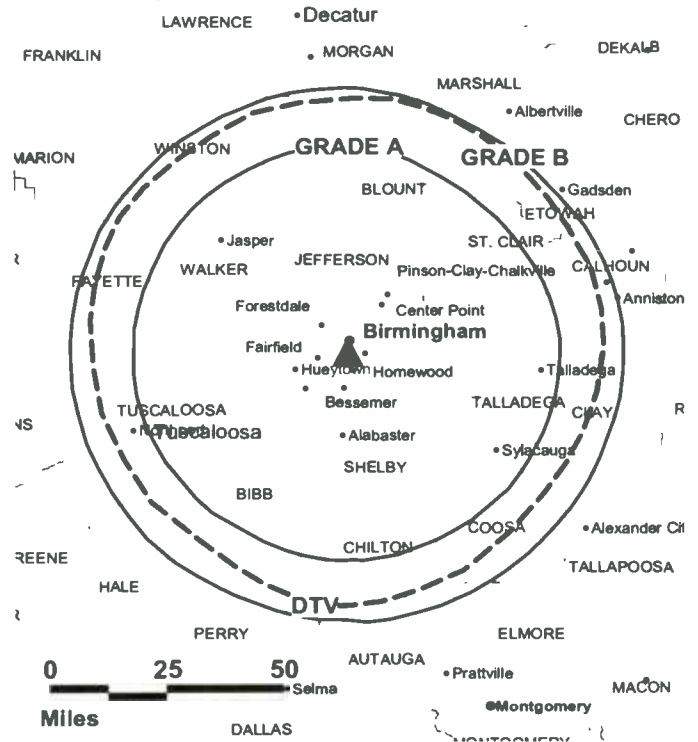 LAWRENCE
Decatur
FRANKLIN
MORGAN
DEKALB
MARSHALL
Albertville
CHERO
MARION
WINSTON
GRADE A
GRADE B
BLOUNT
Gadsden
ETOWAH
Jasper
ST. CLAIR
WALKER
JEFFERSON
Pinson-Clay-Chalkville
CALHOUN
FAYETTE
Anniston
Forestdale
Center Point
Birmingham
Fairfield
Hueytown
Homewood
Talladega
Bessemer
TALLADEGA
CLAY
TUSCALOOSA
R
NS
Tuscaloosa
Alabaster
Sylacauga
SHELBY
BIBB
COOSA
Alexander Cit
CHILTON
REENE
TALLAPOOSA
HALE
DTV
R
PERRY
ELMORE
AUTAUGA
0 25 50
Prattville
Selma
MACON
Miles
Montgomery
DALLAS
MONTGOMERY